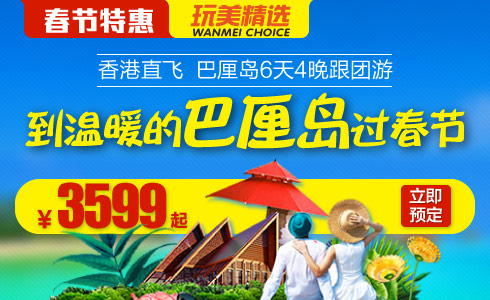 春节特惠
玩美精选
WANMEI CHOICE
香港直飞 巴厘岛6天4晚跟团游
到温暖的巴厘岛过春节
¥3599起
立即
预定